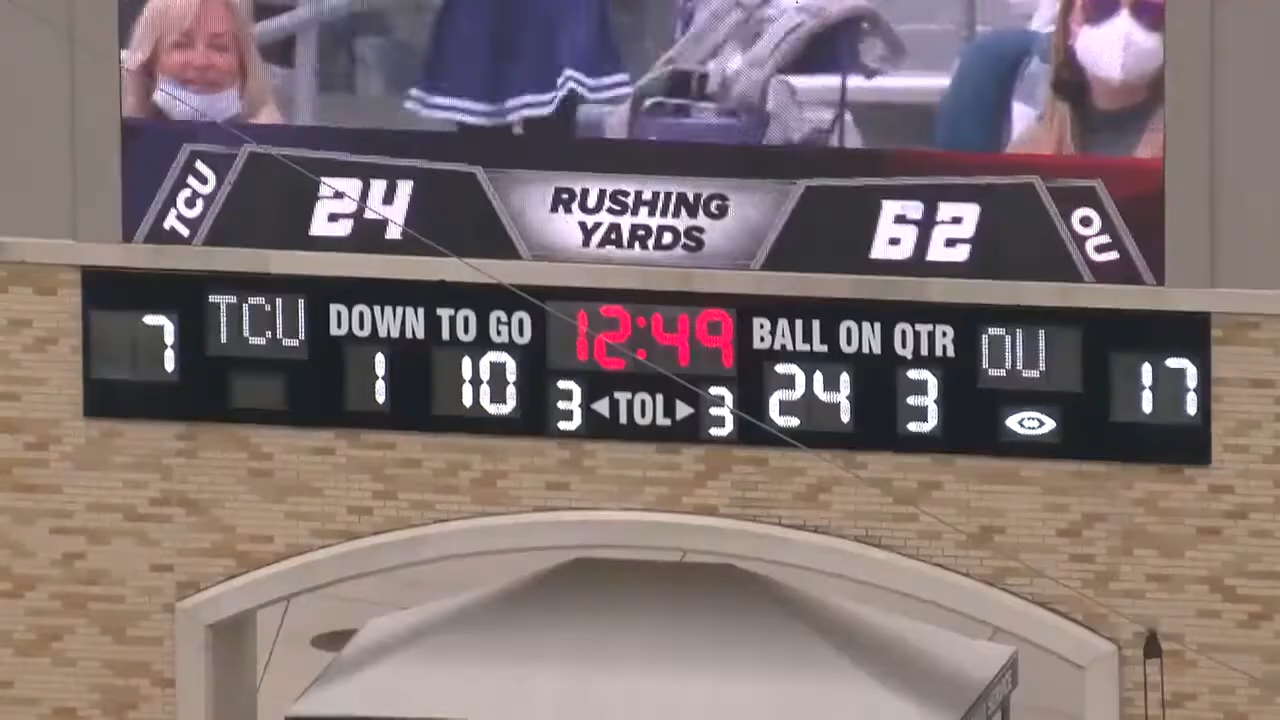 TCU 24 RUSHING YARDS 62 OU
7 TCU DOWN TO GO 12:49 BALL ON QTR OU 17
1 10 3 ◀TOL▶ 3 24 3